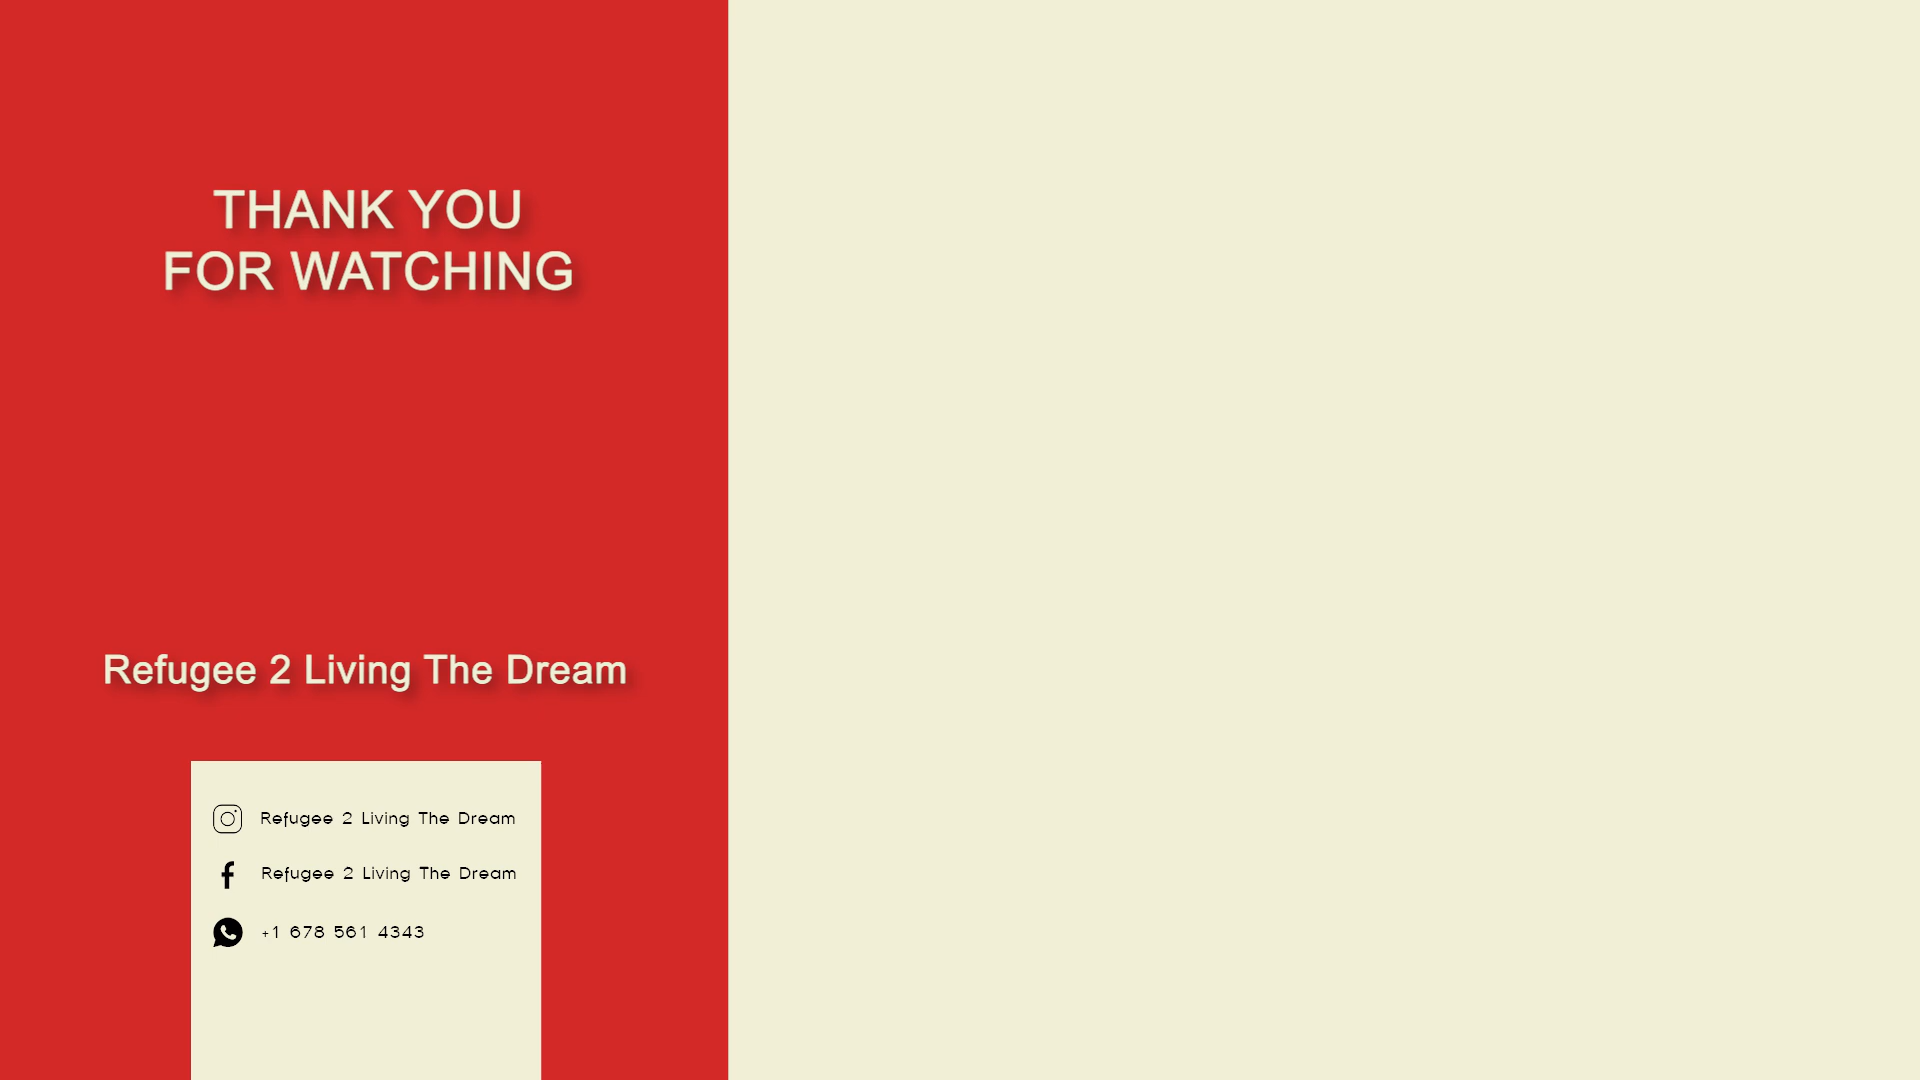 THANK YOU
FOR WATCHING
Refugee 2 Living The Dream
Refugee 2 Living The Dream
Refugee 2 Living The Dream
+1 678 561 4343